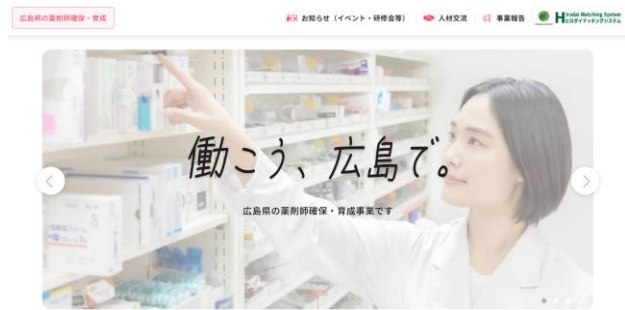 広島県の薬剤師確保・育成
お知らせ（イベント・研修会等）
人材交流
事業報告
Hirodai Matching System
ヒロダイマッチングシステム
働こう、広島で。
広島県の薬剤師確保・育成事業です